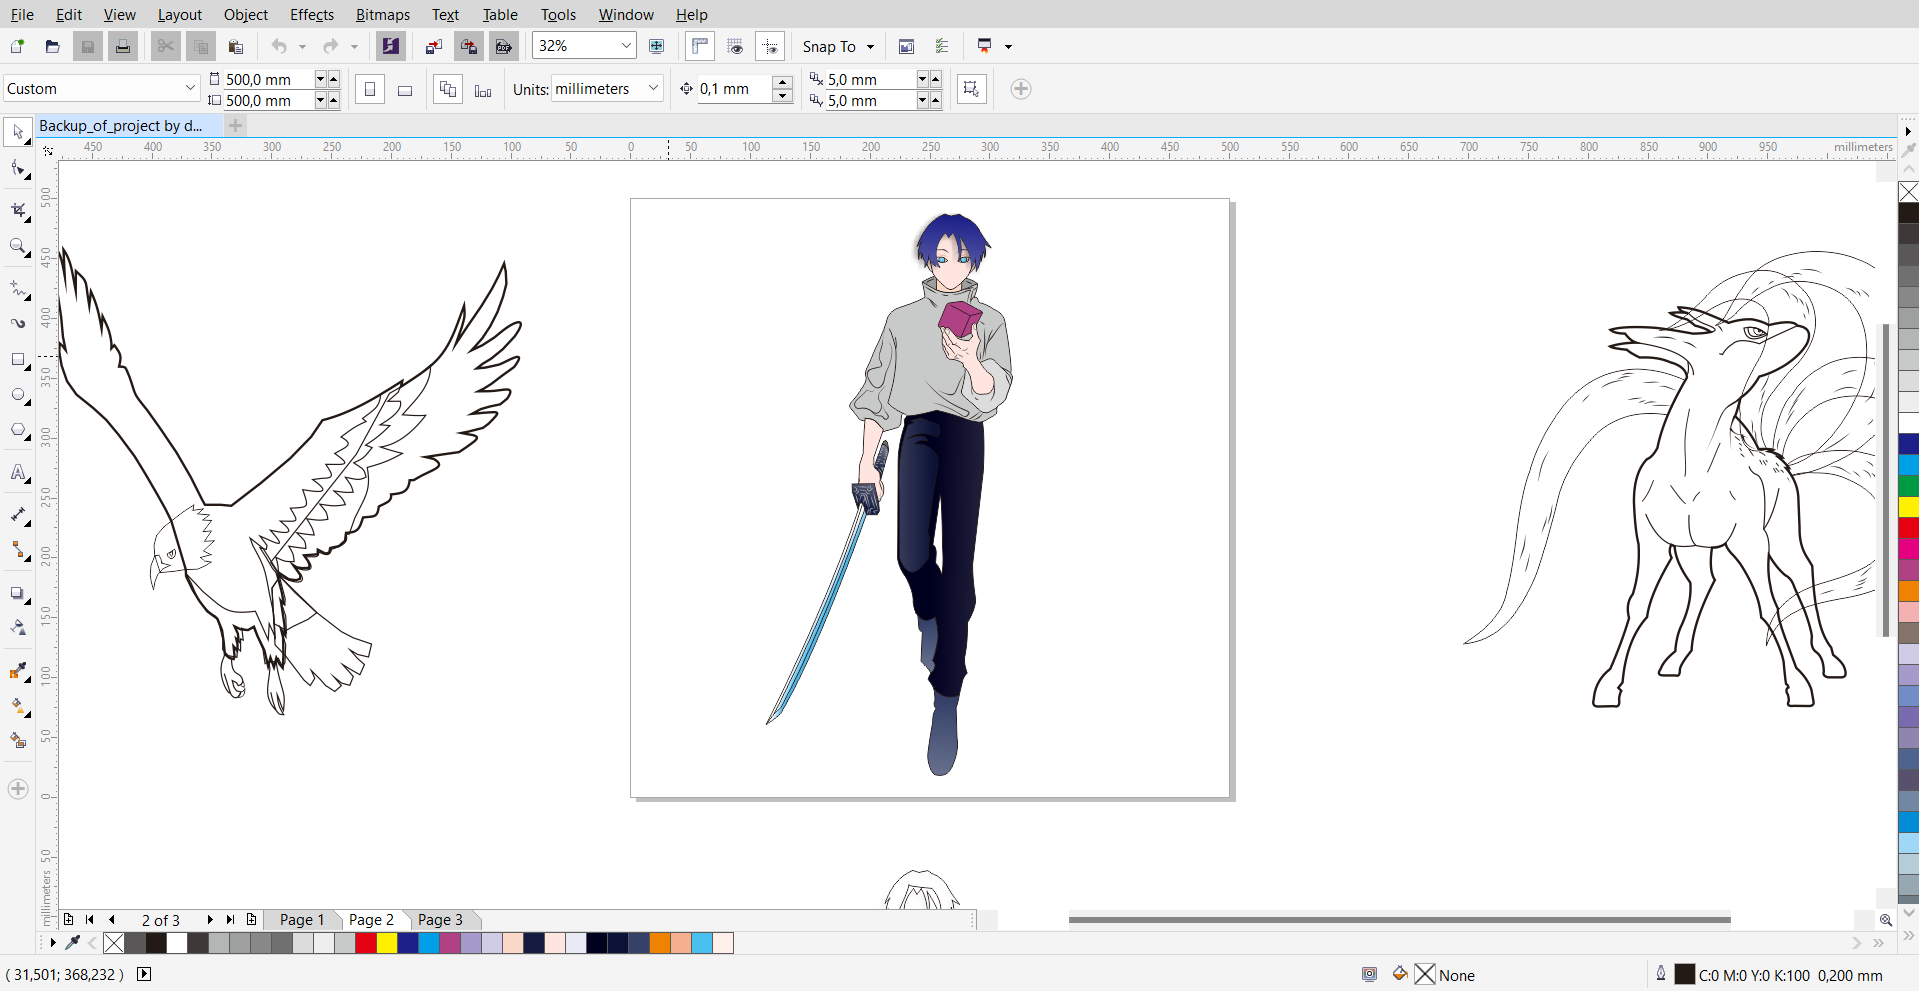 File Edit View Layout Object Effects Bitmaps Text Table Tools Window Help
32% Snap To
Custom 500,0 mm 500,0 mm Units: millimeters 0,1 mm 5,0 mm 5,0 mm
Backup_of_project by d...
450 400 350 300 250 200 150 100 50 0 50 100 150 200 250 300 350 400 450 500 550 600 650 700 750 800 850 900 950 millimeters
500
450
400
350
300
250
200
150
100
50
0
50
millimeters
2 of 3 Page 1 Page 2 Page 3
( 31,501; 368,232 ) None C:0 M:0 Y:0 K:100 0,200 mm